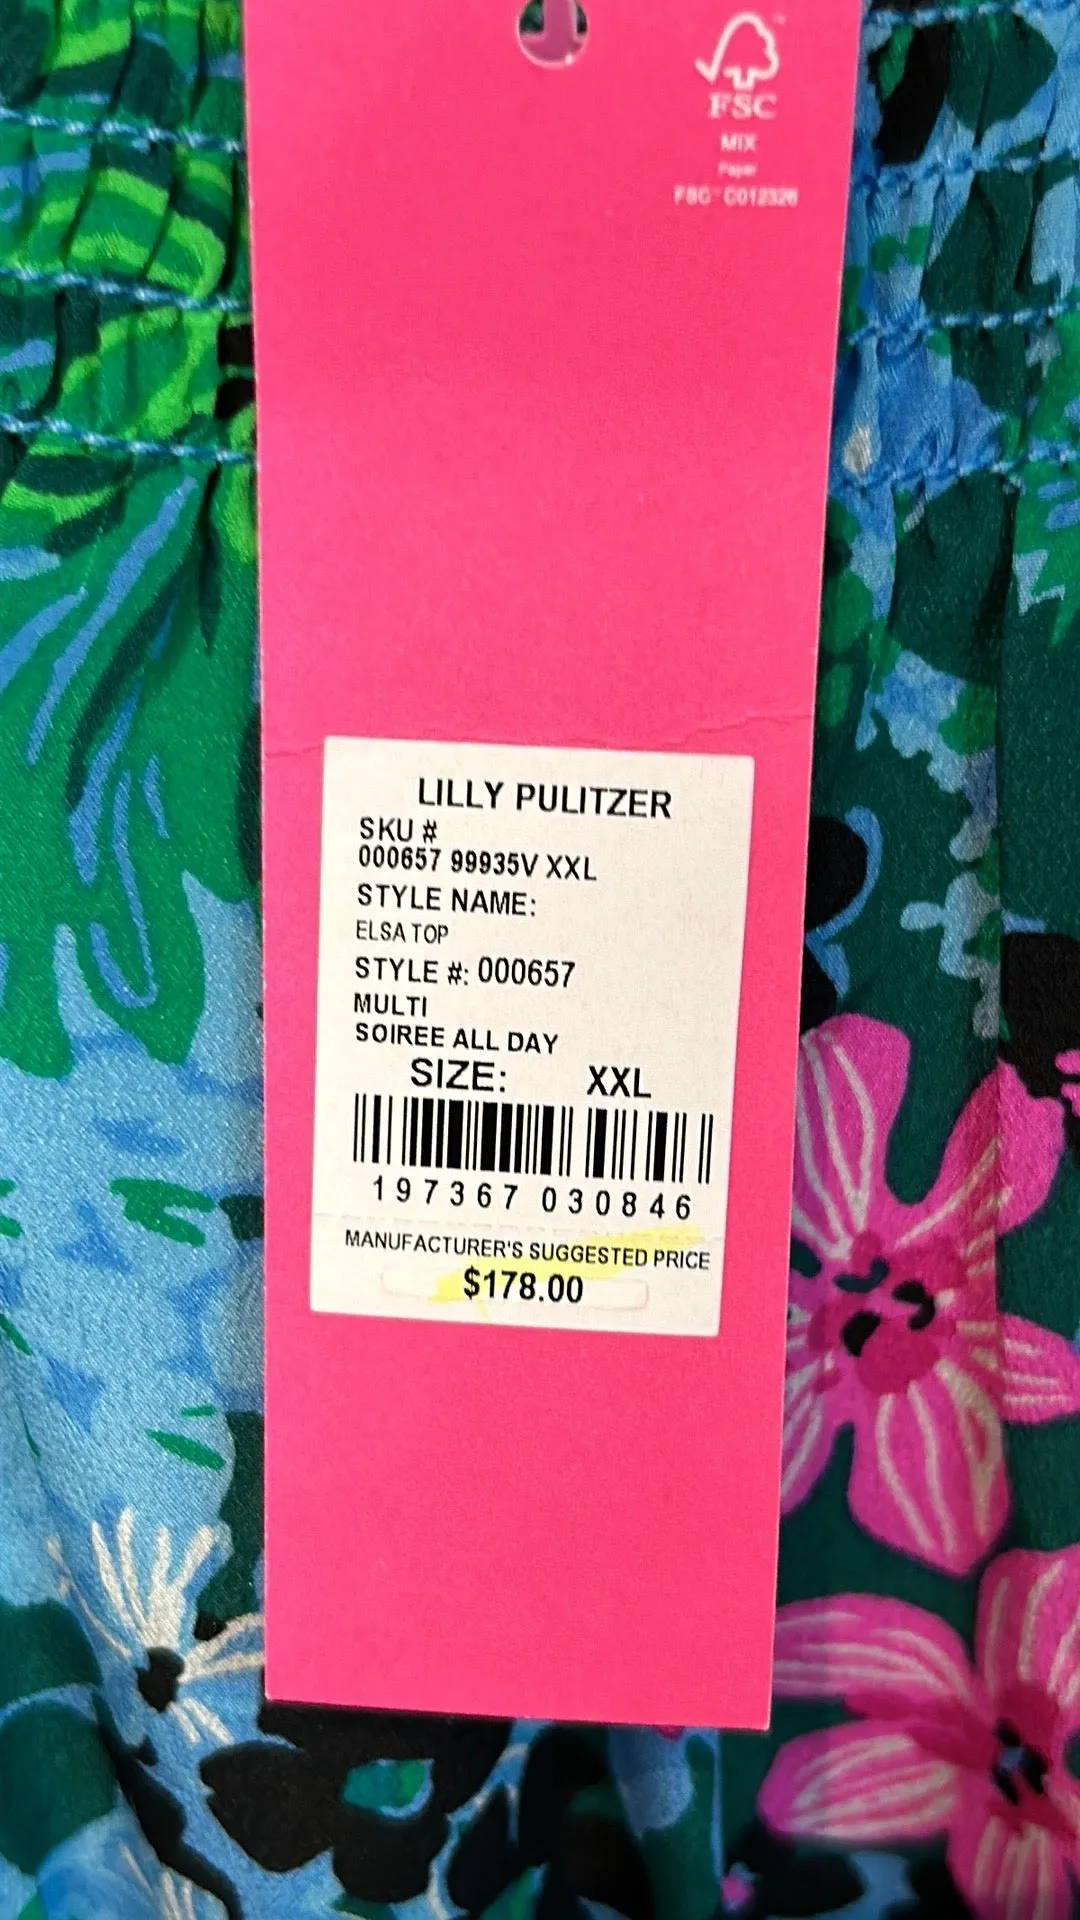 FSC
MIX
Paper
FSC™ C012326
LILLY PULITZER
SKU #
000657 99935V XXL
STYLE NAME:
ELSA TOP
STYLE #: 000657
MULTI
SOIREE ALL DAY
SIZE: XXL
197367 030846
MANUFACTURER'S SUGGESTED PRICE
$178.00